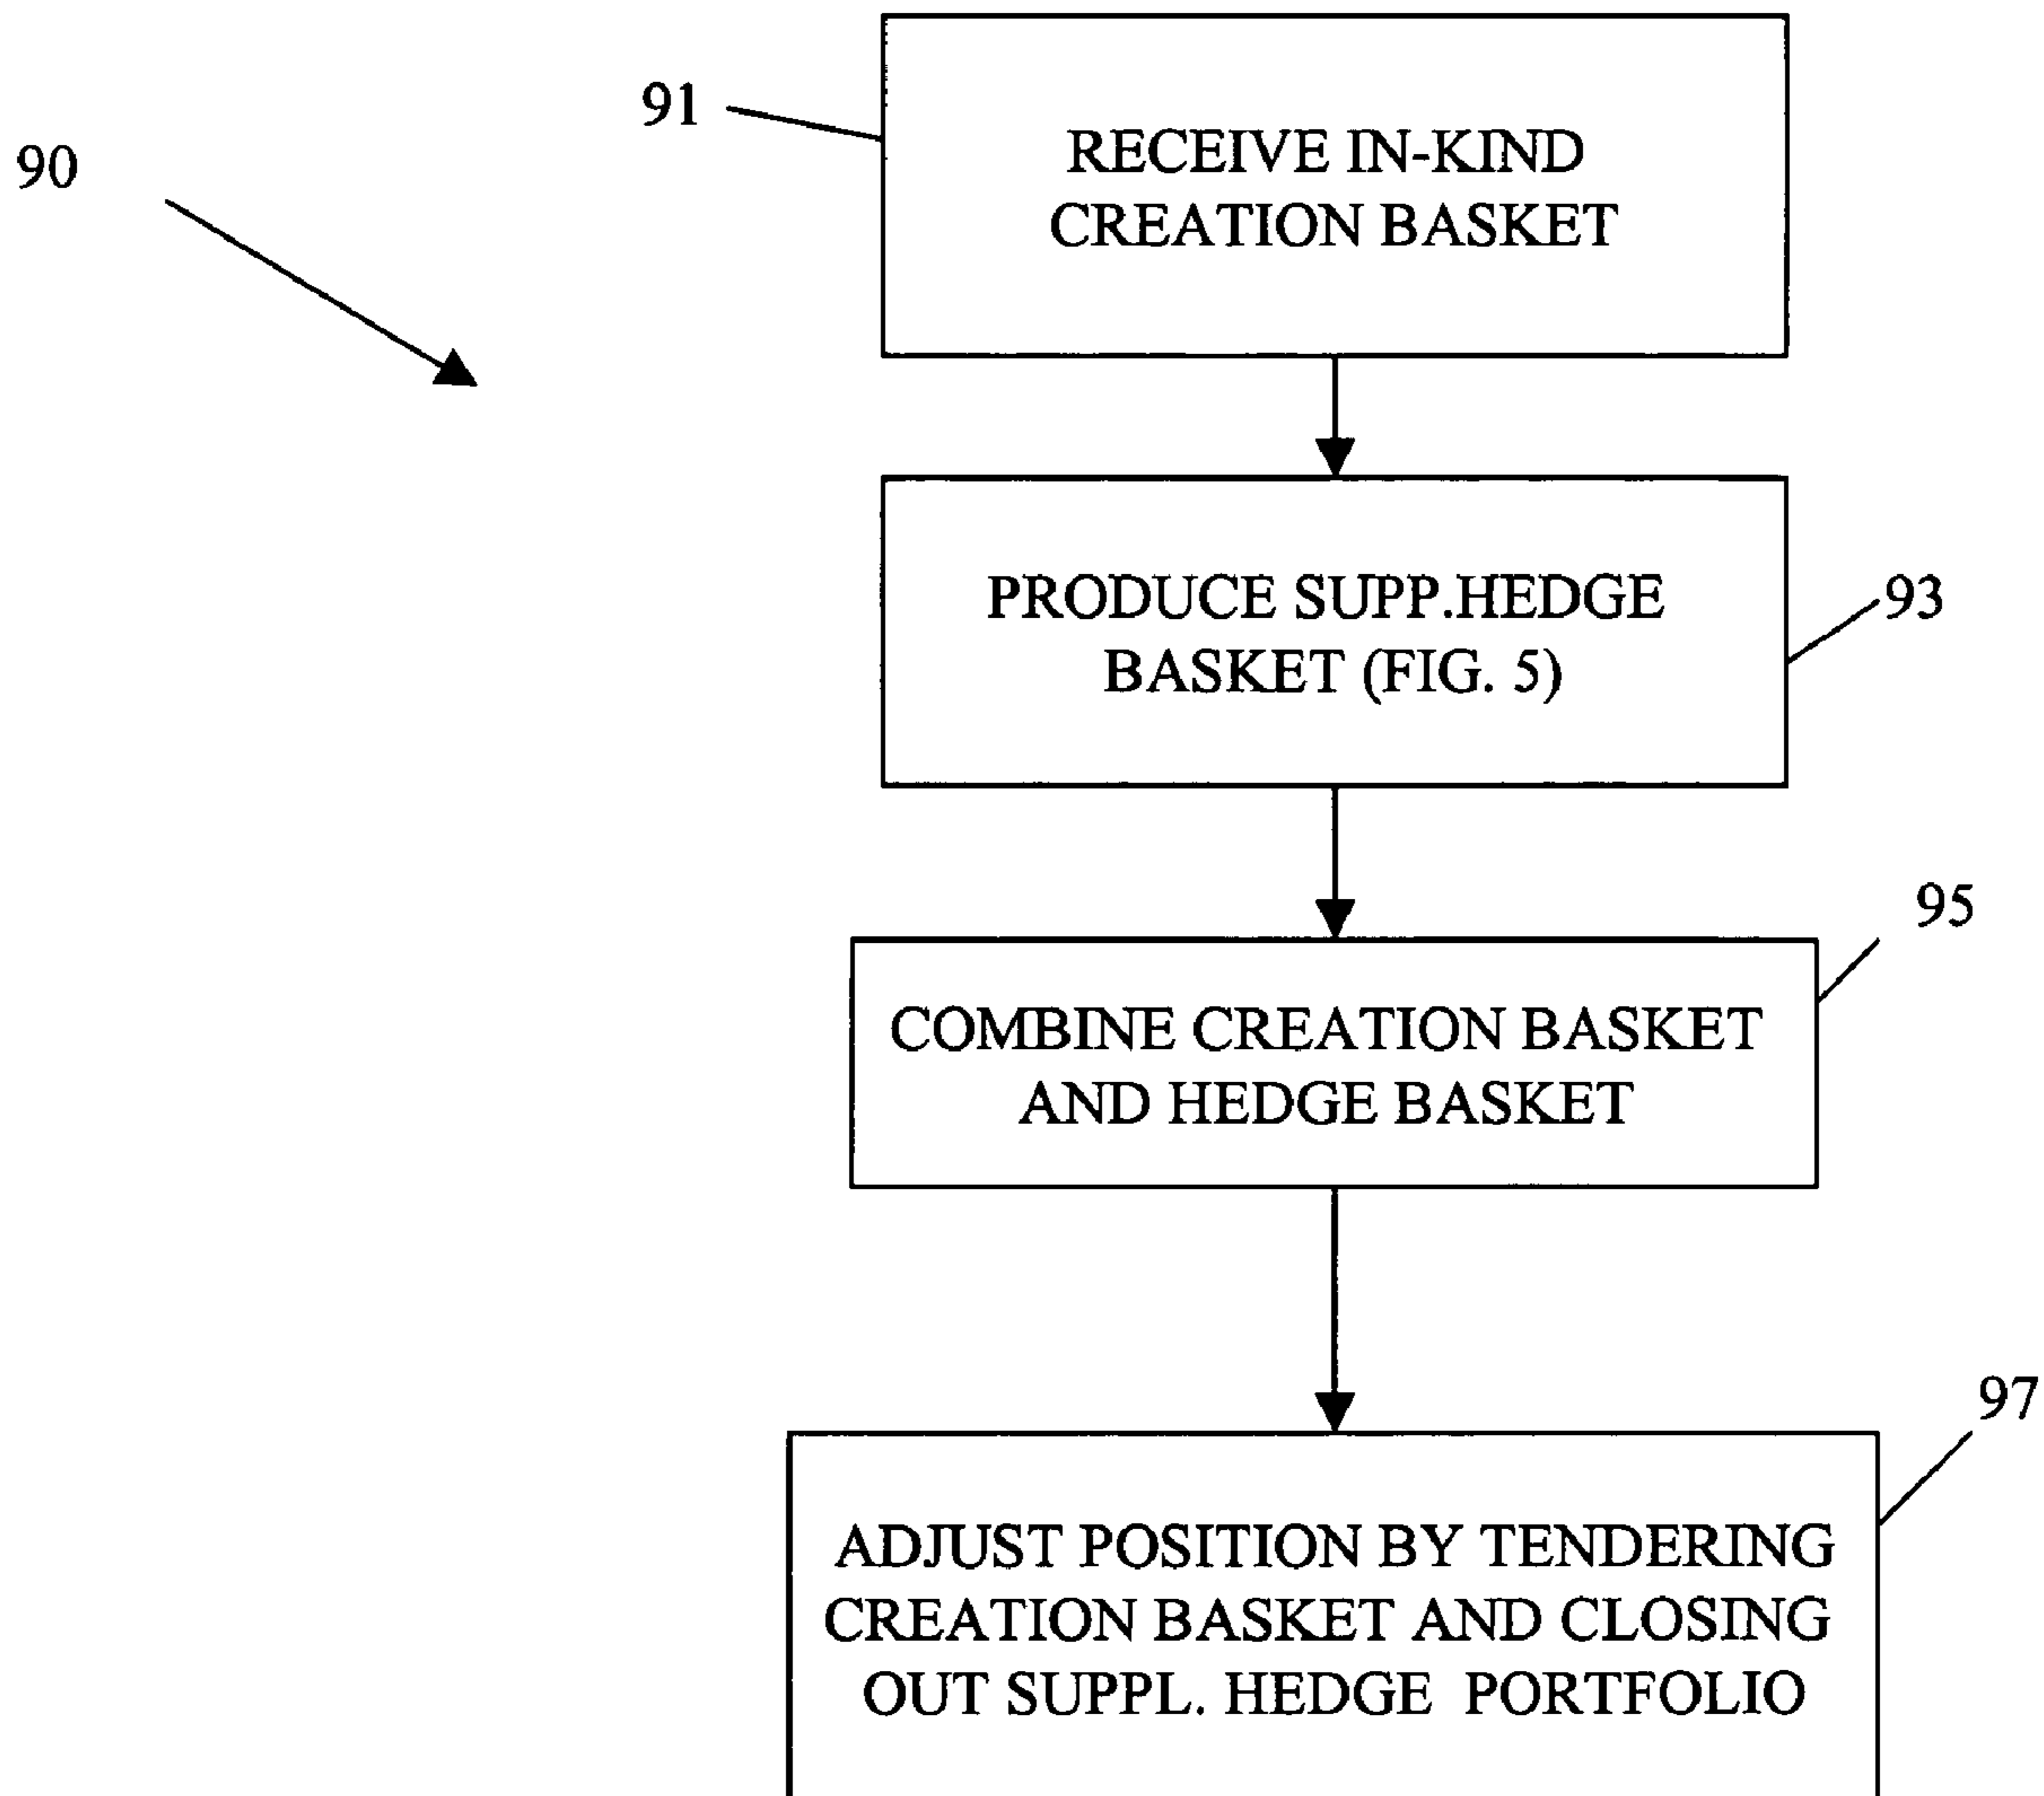 90
91
RECEIVE IN-KIND
CREATION BASKET
PRODUCE SUPP.HEDGE
BASKET (FIG. 5)
93
95
COMBINE CREATION BASKET
AND HEDGE BASKET
97
ADJUST POSITION BY TENDERING
CREATION BASKET AND CLOSING
OUT SUPPL. HEDGE PORTFOLIO